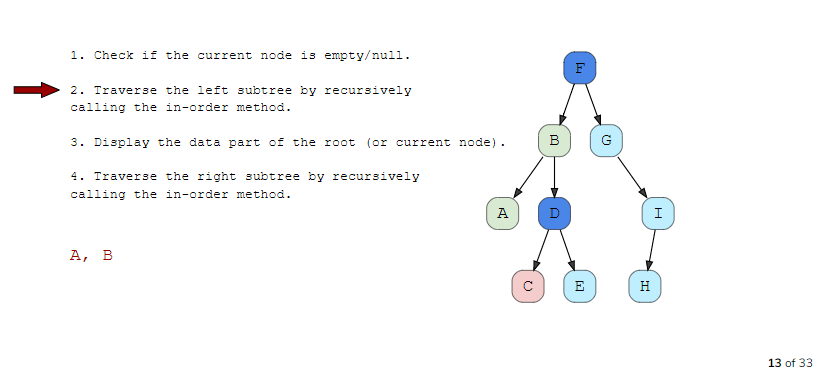 1. Check if the current node is empty/null.
2. Traverse the left subtree by recursively
calling the in-order method.
3. Display the data part of the root (or current node).
4. Traverse the right subtree by recursively
calling the in-order method.
A, B
F
B
G
A
D
I
C
E
H
13 of 33